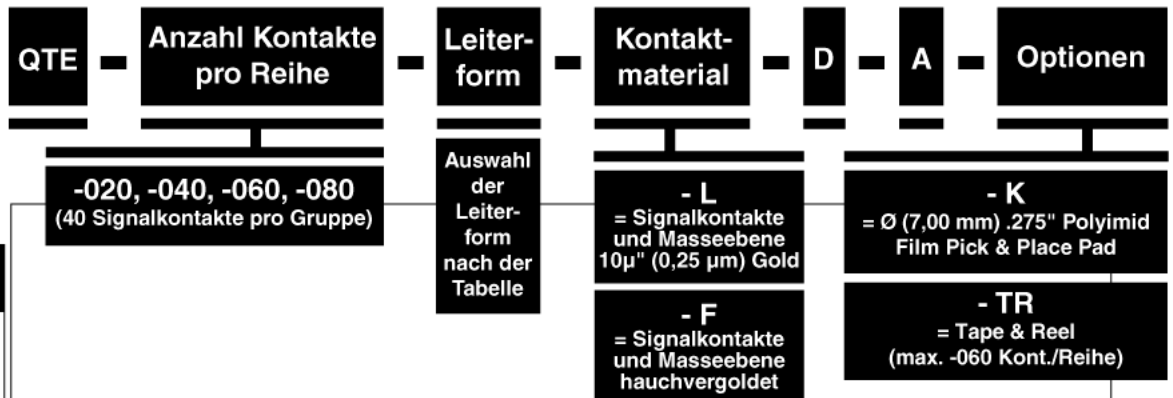 QTE - Anzahl Kontakte pro Reihe - Leiter-form - Kontakt-material - D - A - Optionen
-020, -040, -060, -080
(40 Signalkontakte pro Gruppe)
Auswahl
der
Leiter-
form
nach der
Tabelle
- L
= Signalkontakte
und Masseebene
10µ" (0,25 µm) Gold
- F
= Signalkontakte
und Masseebene
hauchvergoldet
- K
= Ø (7,00 mm) .275" Polyimid
Film Pick & Place Pad
- TR
= Tape & Reel
(max. -060 Kont./Reihe)